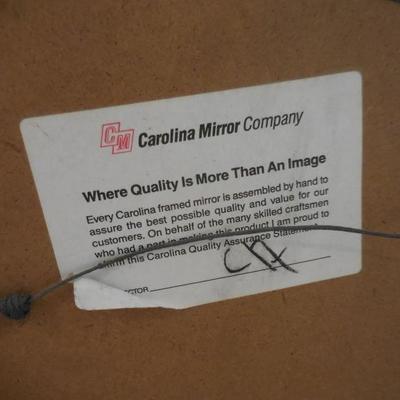 CM Carolina Mirror Company
Where Quality Is More Than An Image
Every Carolina framed mirror is assembled by hand to
assure the best possible quality and value for our
customers. On behalf of the many skilled craftsmen
who had a part in making this product I am proud to
affirm this Carolina Quality Assurance Statement.